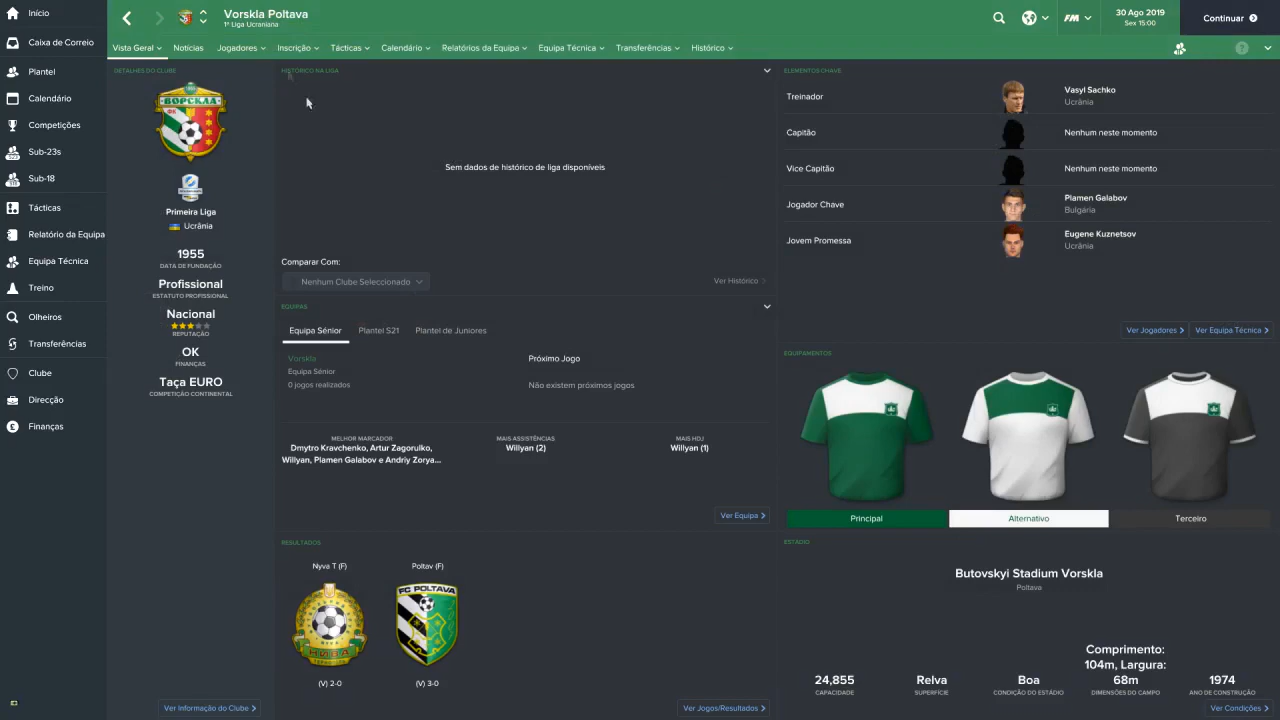 Início
Caixa de Correio
Plantel
Calendário
Competições
Sub-23s
Sub-18
Tácticas
Relatório da Equipa
Equipa Técnica
Treino
Olheiros
Transferências
Clube
Direcção
Finanças
Vorskla Poltava
1ª Liga Ucraniana
FM
30 Ago 2019
Sex 15:00
Continuar
Vista Geral
Notícias
Jogadores
Inscrição
Tácticas
Calendário
Relatórios da Equipa
Equipa Técnica
Transferências
Histórico
DETALHES DO CLUBE
ВОРСКЛА
Primeira Liga
Ucrânia
1955
DATA DE FUNDAÇÃO
Profissional
ESTATUTO PROFISSIONAL
Nacional
REPUTAÇÃO
OK
FINANÇAS
Taça EURO
COMPETIÇÃO CONTINENTAL
Ver Informação do Clube
HISTÓRICO NA LIGA
Sem dados de histórico de liga disponíveis
Comparar Com:
Nenhum Clube Seleccionado
Ver Histórico
EQUIPAS
Equipa Sénior
Plantel S21
Plantel de Juniores
Vorskla
Equipa Sénior
0 jogos realizados
Próximo Jogo
Não existem próximos jogos
MELHOR MARCADOR
Dmytro Kravchenko, Artur Zagorulko,
Willyan, Plamen Galabov e Andriy Zorya...
MAIS ASSISTÊNCIAS
Willyan (2)
MAIS HDJ
Willyan (1)
Ver Equipa
RESULTADOS
Nyva T (F)
Poltav (F)
НИВА
FC POLTAVA
(V) 2-0
(V) 3-0
Ver Jogos/Resultados
ELEMENTOS CHAVE
Treinador
Vasyl Sachko
Ucrânia
Capitão
Nenhum neste momento
Vice Capitão
Nenhum neste momento
Jogador Chave
Plamen Galabov
Bulgária
Jovem Promessa
Eugene Kuznetsov
Ucrânia
Ver Jogadores
Ver Equipa Técnica
EQUIPAMENTOS
Principal
Alternativo
Terceiro
ESTÁDIO
Butovskyi Stadium Vorskla
Poltava
24,855
CAPACIDADE
Relva
SUPERFÍCIE
Boa
CONDIÇÃO DO ESTÁDIO
Comprimento:
104m, Largura:
68m
DIMENSÕES DO CAMPO
1974
ANO DE CONSTRUÇÃO
Ver Condições